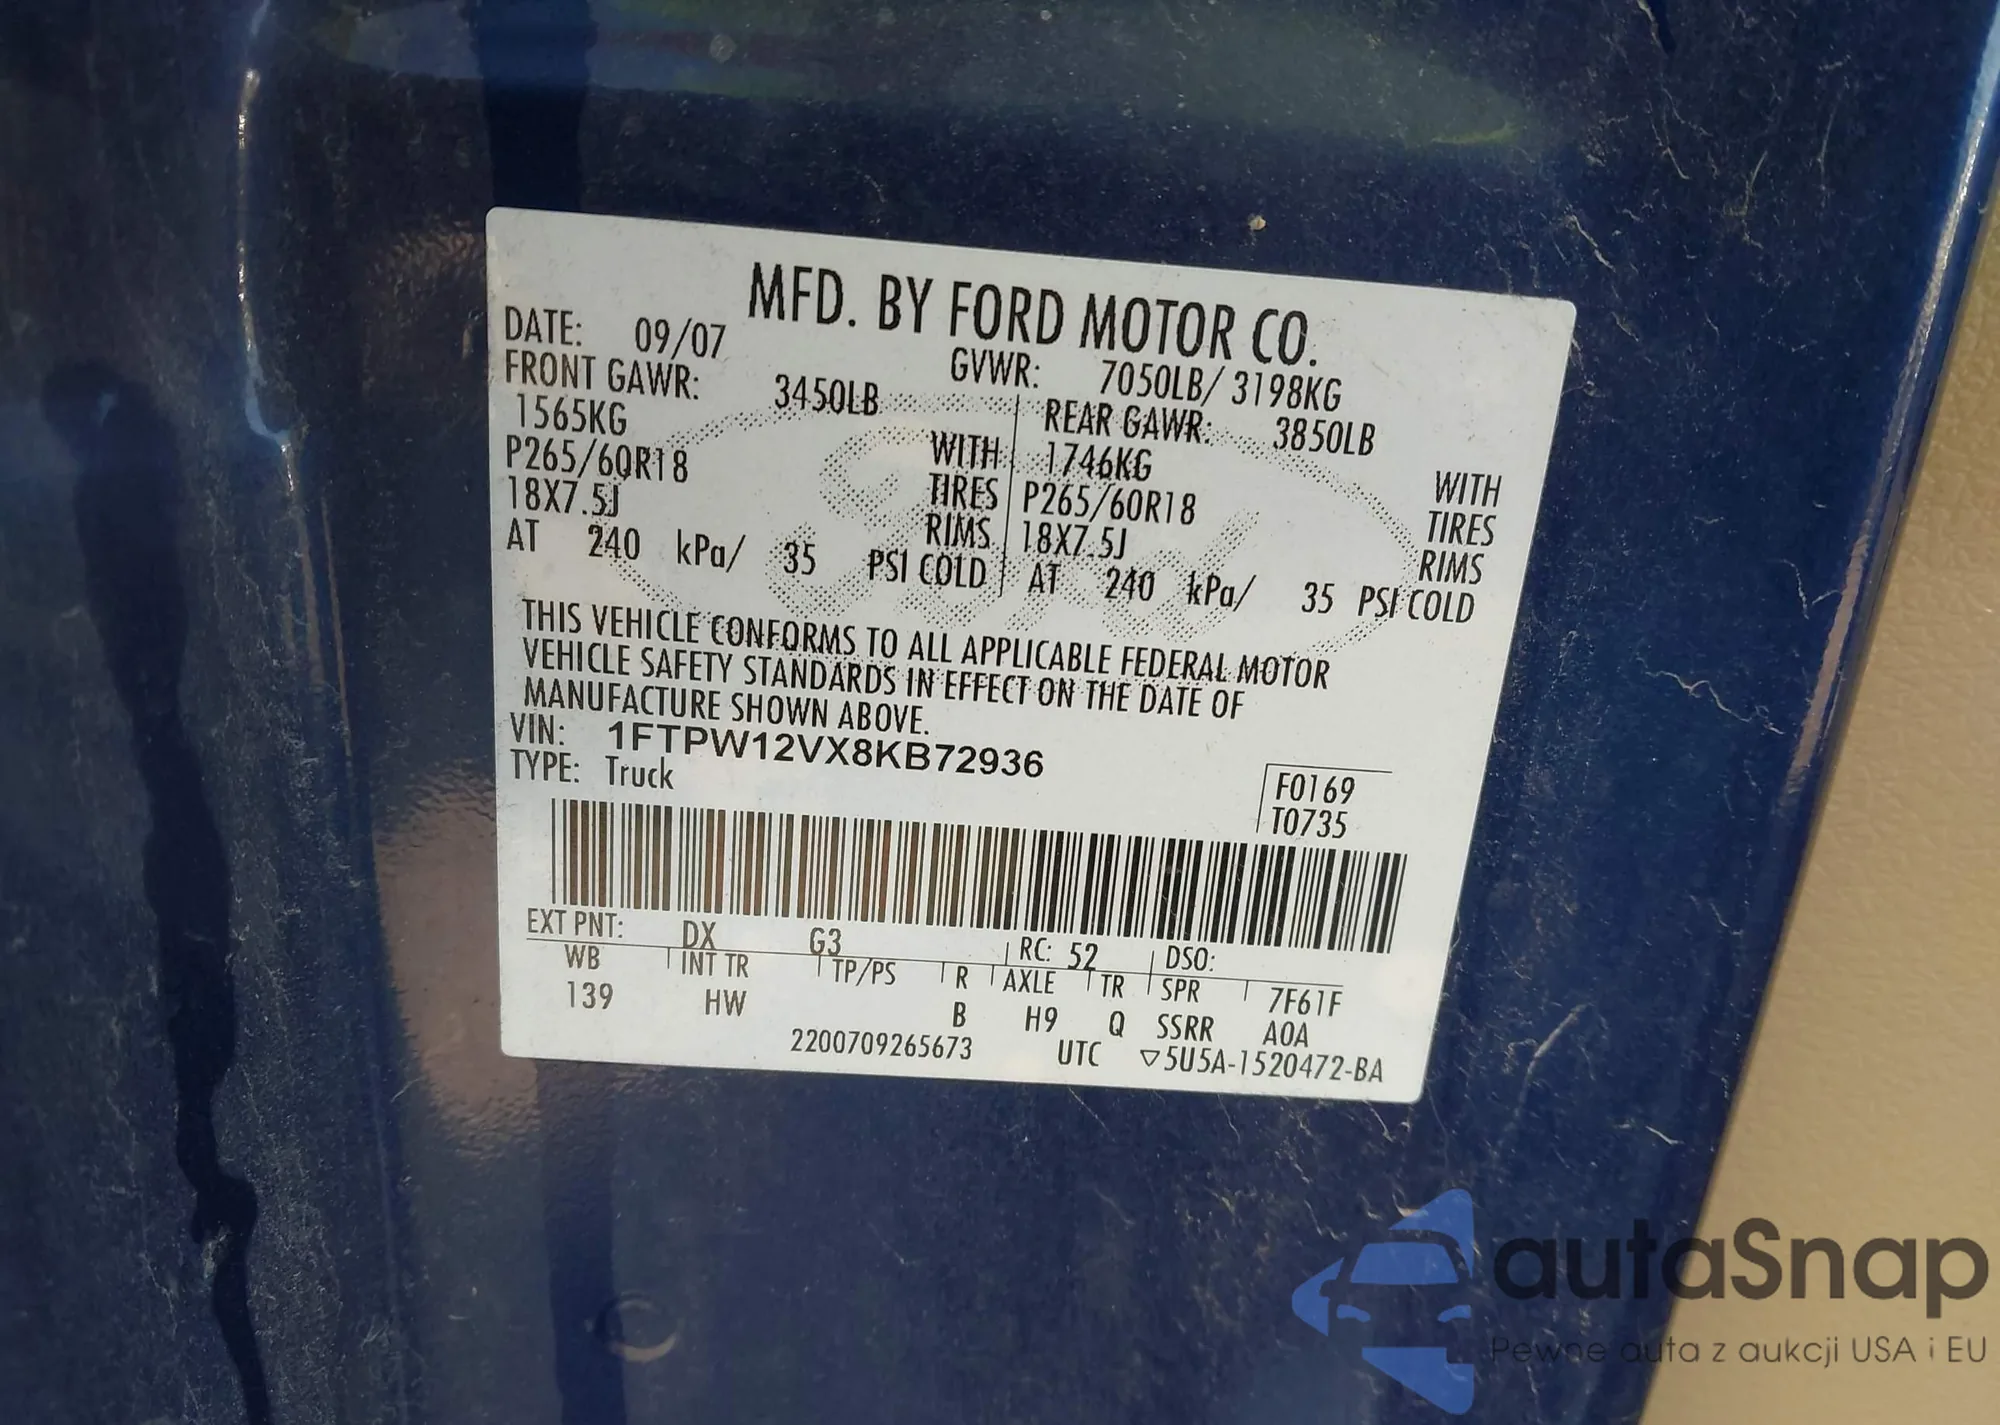 MFD. BY FORD MOTOR CO.
DATE: 09/07 GVWR: 7050LB/ 3198KG
FRONT GAWR: 3450LB REAR GAWR: 3850LB
1565KG WITH 1746KG WITH
P265/60R18 TIRES P265/60R18 TIRES
18X7.5J RIMS 18X7.5J RIMS
AT 240 kPa/ 35 PSI COLD AT 240 kPa/ 35 PSI COLD
THIS VEHICLE CONFORMS TO ALL APPLICABLE FEDERAL MOTOR
VEHICLE SAFETY STANDARDS IN EFFECT ON THE DATE OF
MANUFACTURE SHOWN ABOVE.
VIN: 1FTPW12VX8KB72936
TYPE: Truck
F0169
T0735
EXT PNT: DX G3 RC: 52 DSO:
WB INT TR TP/PS R AXLE TR SPR 7F61F
139 HW B H9 Q SSRR A0A
2200709265673 UTC ▽5U5A-1520472-BA
autaSnap
Pewne auta z aukcji USA i EU